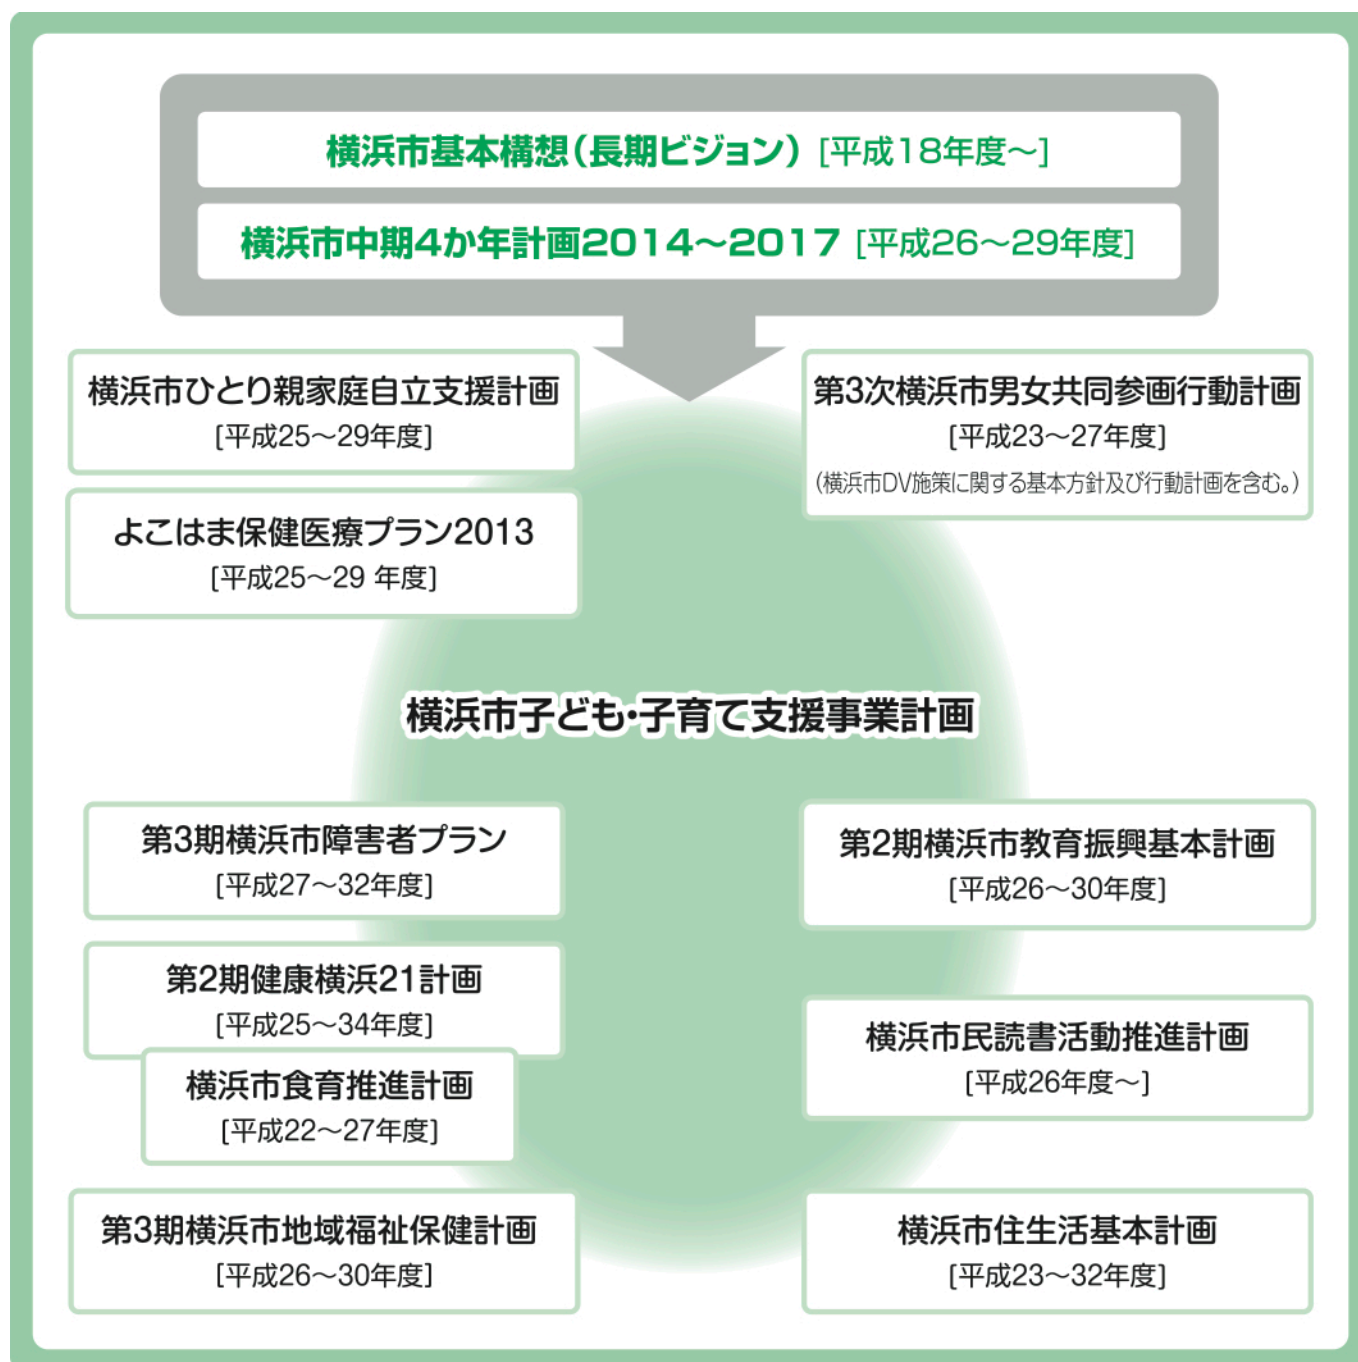 横浜市基本構想（長期ビジョン） [平成18年度～]
横浜市中期4か年計画2014～2017 [平成26～29年度]
横浜市ひとり親家庭自立支援計画
[平成25～29年度]
よこはま保健医療プラン2013
[平成25～29 年度]
第3次横浜市男女共同参画行動計画
[平成23～27年度]
（横浜市DV施策に関する基本方針及び行動計画を含む。）
横浜市子ども・子育て支援事業計画
第3期横浜市障害者プラン
[平成27～32年度]
第2期健康横浜21計画
[平成25～34年度]
横浜市食育推進計画
[平成22～27年度]
第3期横浜市地域福祉保健計画
[平成26～30年度]
第2期横浜市教育振興基本計画
[平成26～30年度]
横浜市民読書活動推進計画
[平成26年度～]
横浜市住生活基本計画
[平成23～32年度]